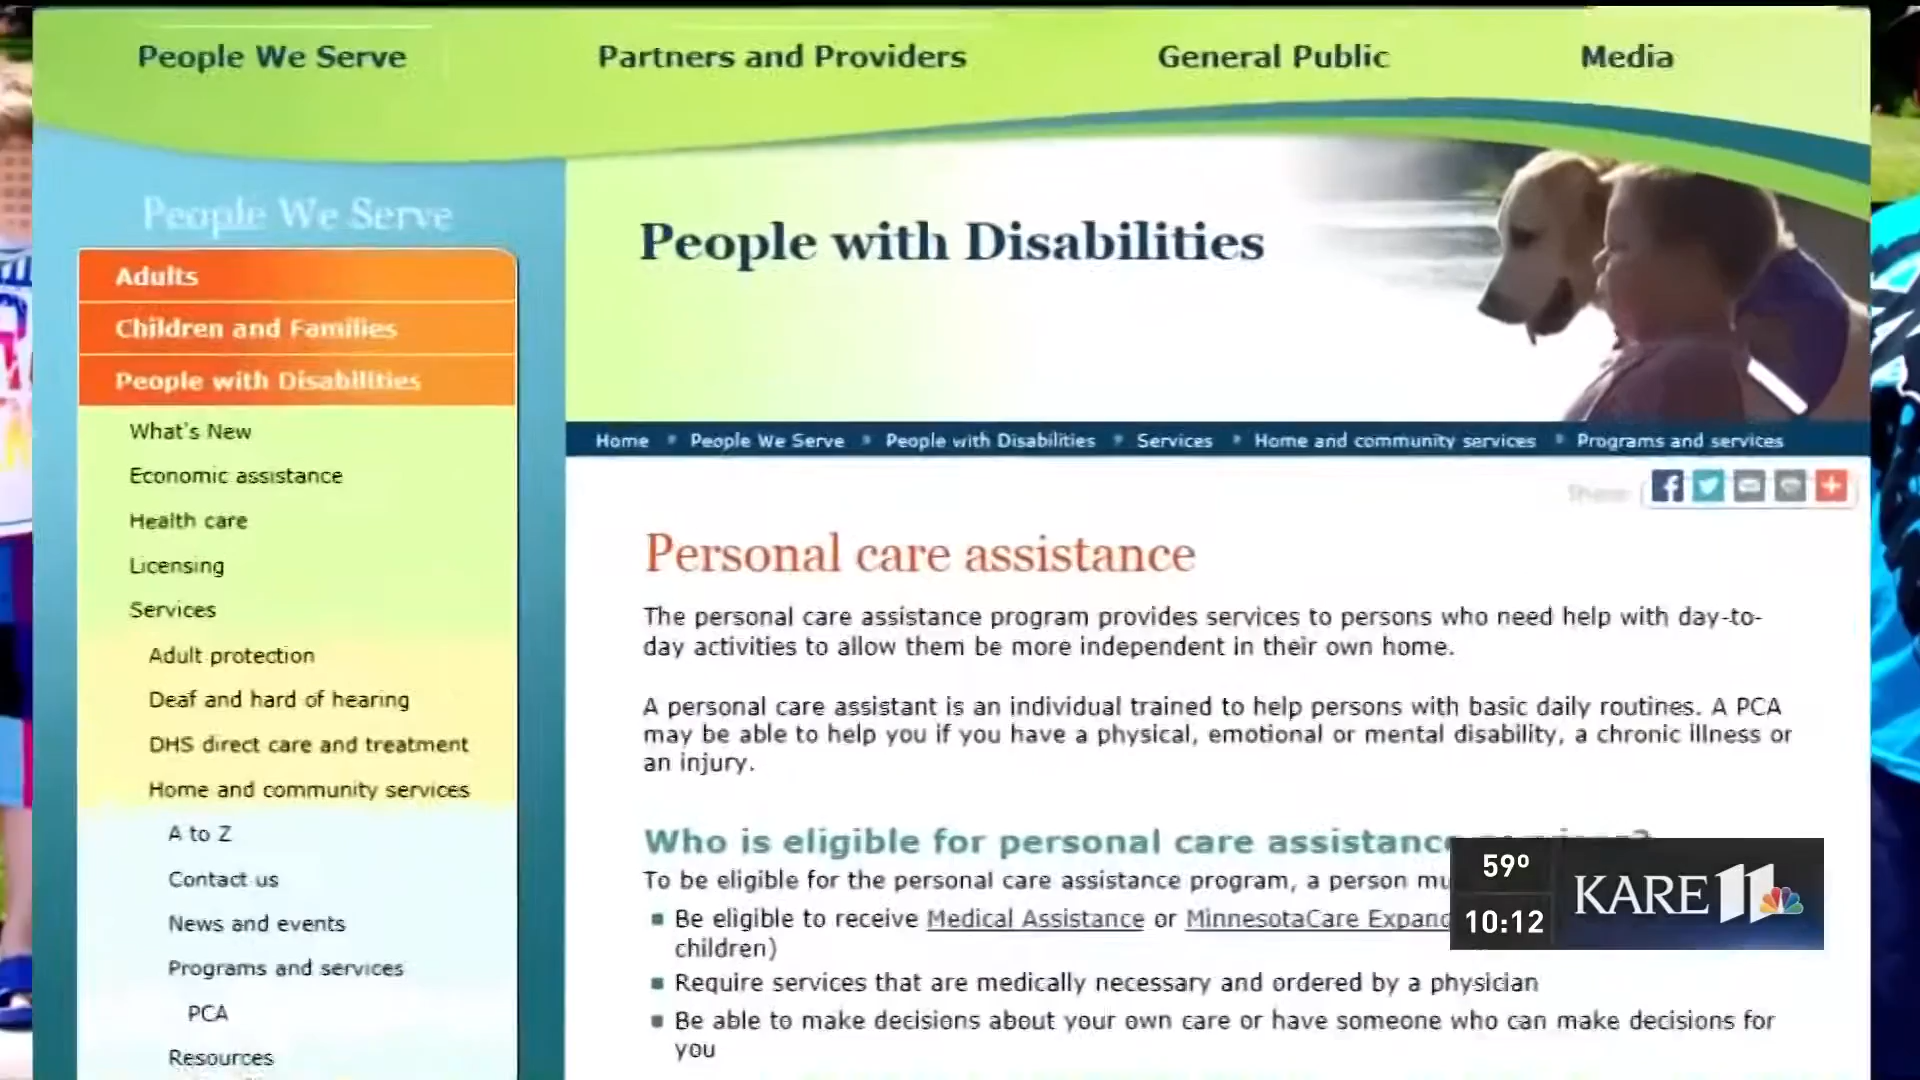 People We Serve
Partners and Providers
General Public
Media
People We Serve
Adults
Children and Families
People with Disabilities
What's New
Economic assistance
Health care
Licensing
Services
Adult protection
Deaf and hard of hearing
DHS direct care and treatment
Home and community services
A to Z
Contact us
News and events
Programs and services
PCA
Resources
People with Disabilities
Home
People We Serve
People with Disabilities
Services
Home and community services
Programs and services
Share
Personal care assistance
The personal care assistance program provides services to persons who need help with day-to-
day activities to allow them be more independent in their own home.
A personal care assistant is an individual trained to help persons with basic daily routines. A PCA
may be able to help you if you have a physical, emotional or mental disability, a chronic illness or
an injury.
Who is eligible for personal care assistance
To be eligible for the personal care assistance program, a person mu
Be eligible to receive Medical Assistance or MinnesotaCare Expand
children)
Require services that are medically necessary and ordered by a physician
Be able to make decisions about your own care or have someone who can make decisions for
you
59º
10:12
KARE 11